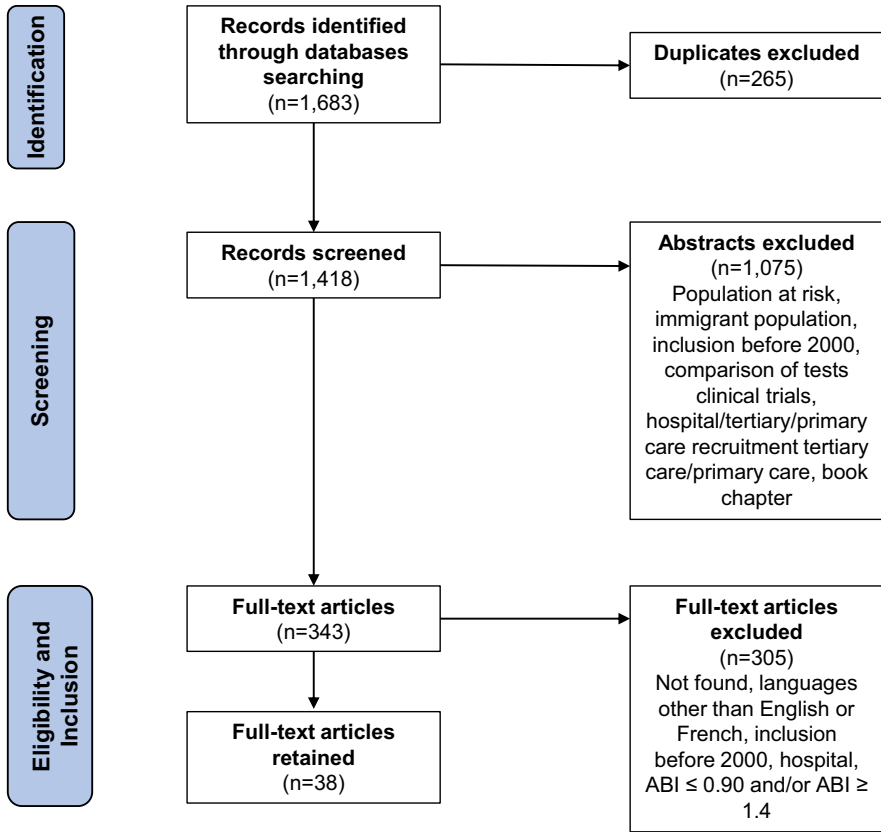 Identification
Records identified
through databases
searching
(n=1,683)
Duplicates excluded
(n=265)
Screening
Records screened
(n=1,418)
Abstracts excluded
(n=1,075)
Population at risk,
immigrant population,
inclusion before 2000,
comparison of tests
clinical trials,
hospital/tertiary/primary
care recruitment tertiary
care/primary care, book
chapter
Eligibility and
Inclusion
Full-text articles
(n=343)
Full-text articles
excluded
(n=305)
Not found, languages
other than English or
French, inclusion
before 2000, hospital,
ABI ≤ 0.90 and/or ABI ≥
1.4
Full-text articles
retained
(n=38)